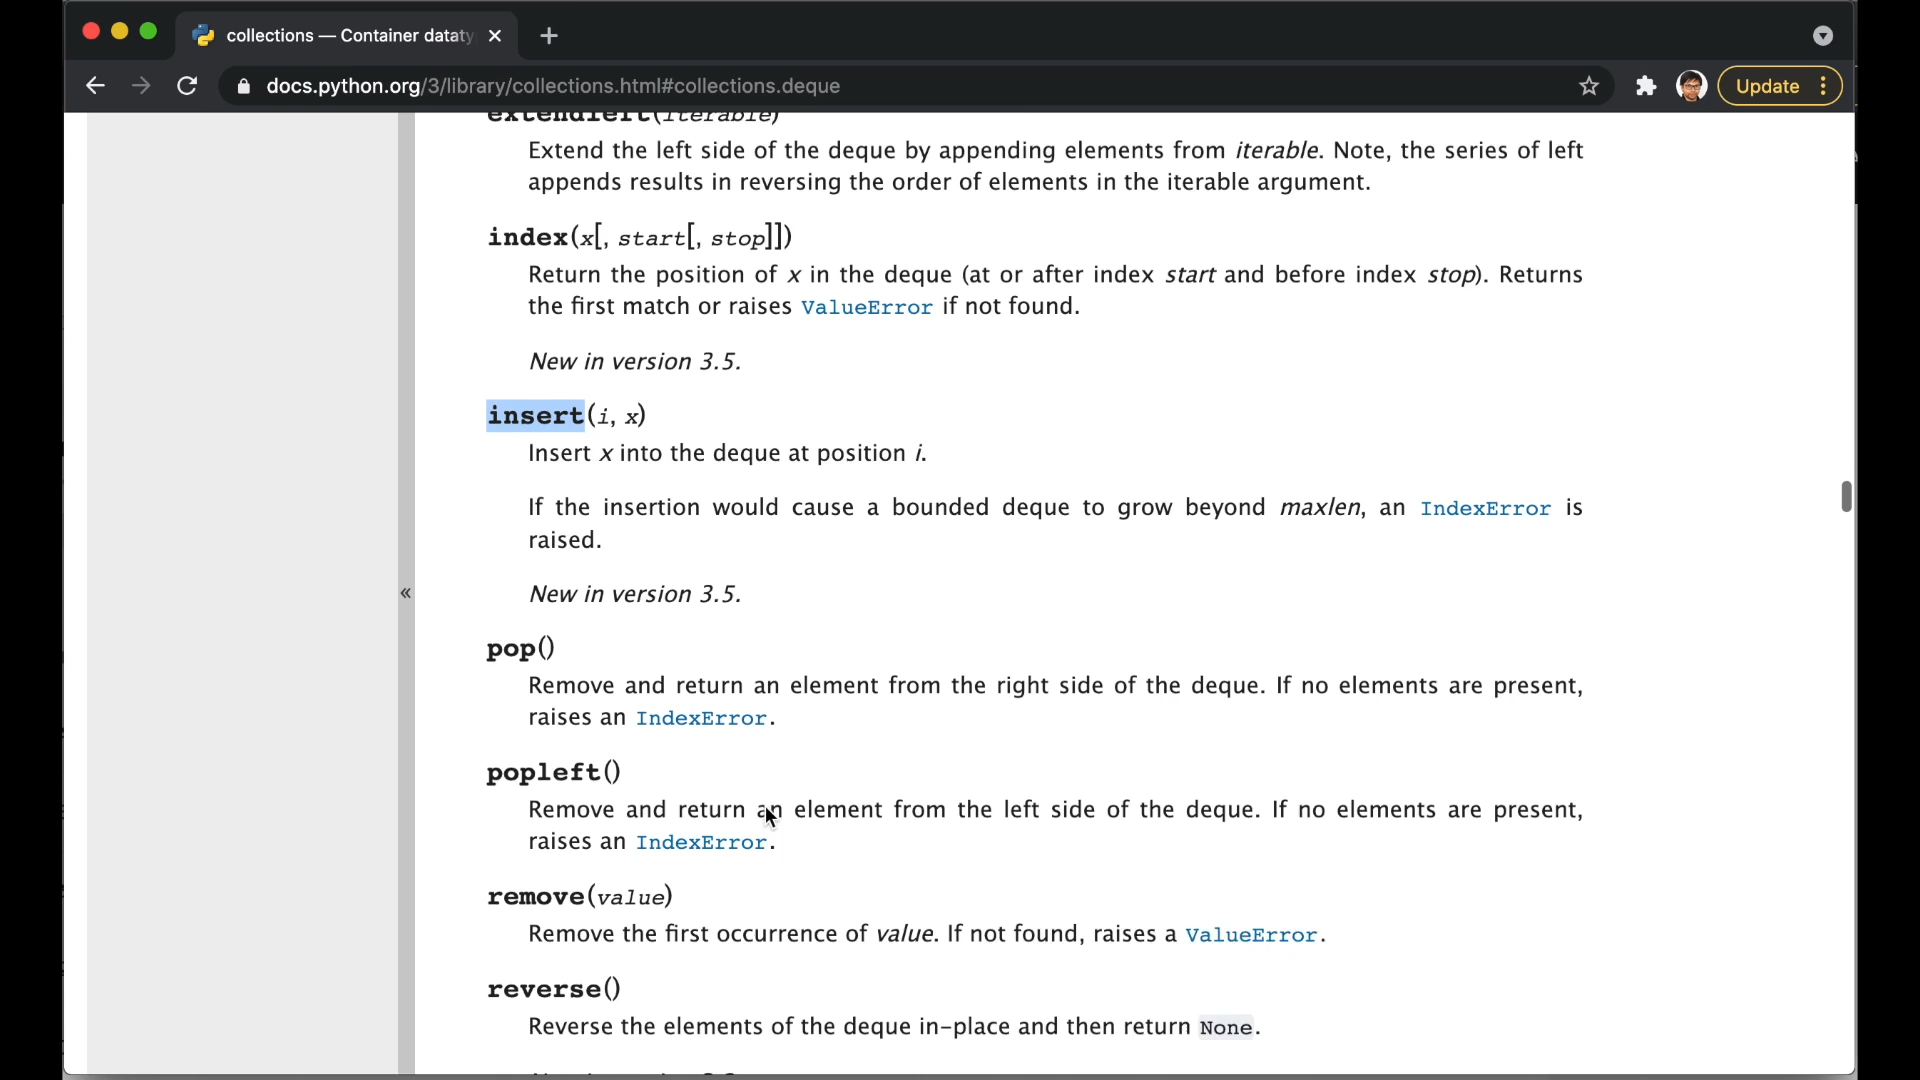 collections — Container dataty
docs.python.org/3/library/collections.html#collections.deque
Update
extendleft(iterable)
Extend the left side of the deque by appending elements from iterable. Note, the series of left
appends results in reversing the order of elements in the iterable argument.
index(x[, start[, stop]])
Return the position of x in the deque (at or after index start and before index stop). Returns
the first match or raises ValueError if not found.
New in version 3.5.
insert(i, x)
Insert x into the deque at position i.
If the insertion would cause a bounded deque to grow beyond maxlen, an IndexError is
raised.
«
New in version 3.5.
pop()
Remove and return an element from the right side of the deque. If no elements are present,
raises an IndexError.
popleft()
Remove and return an element from the left side of the deque. If no elements are present,
raises an IndexError.
remove(value)
Remove the first occurrence of value. If not found, raises a ValueError.
reverse()
Reverse the elements of the deque in-place and then return None.